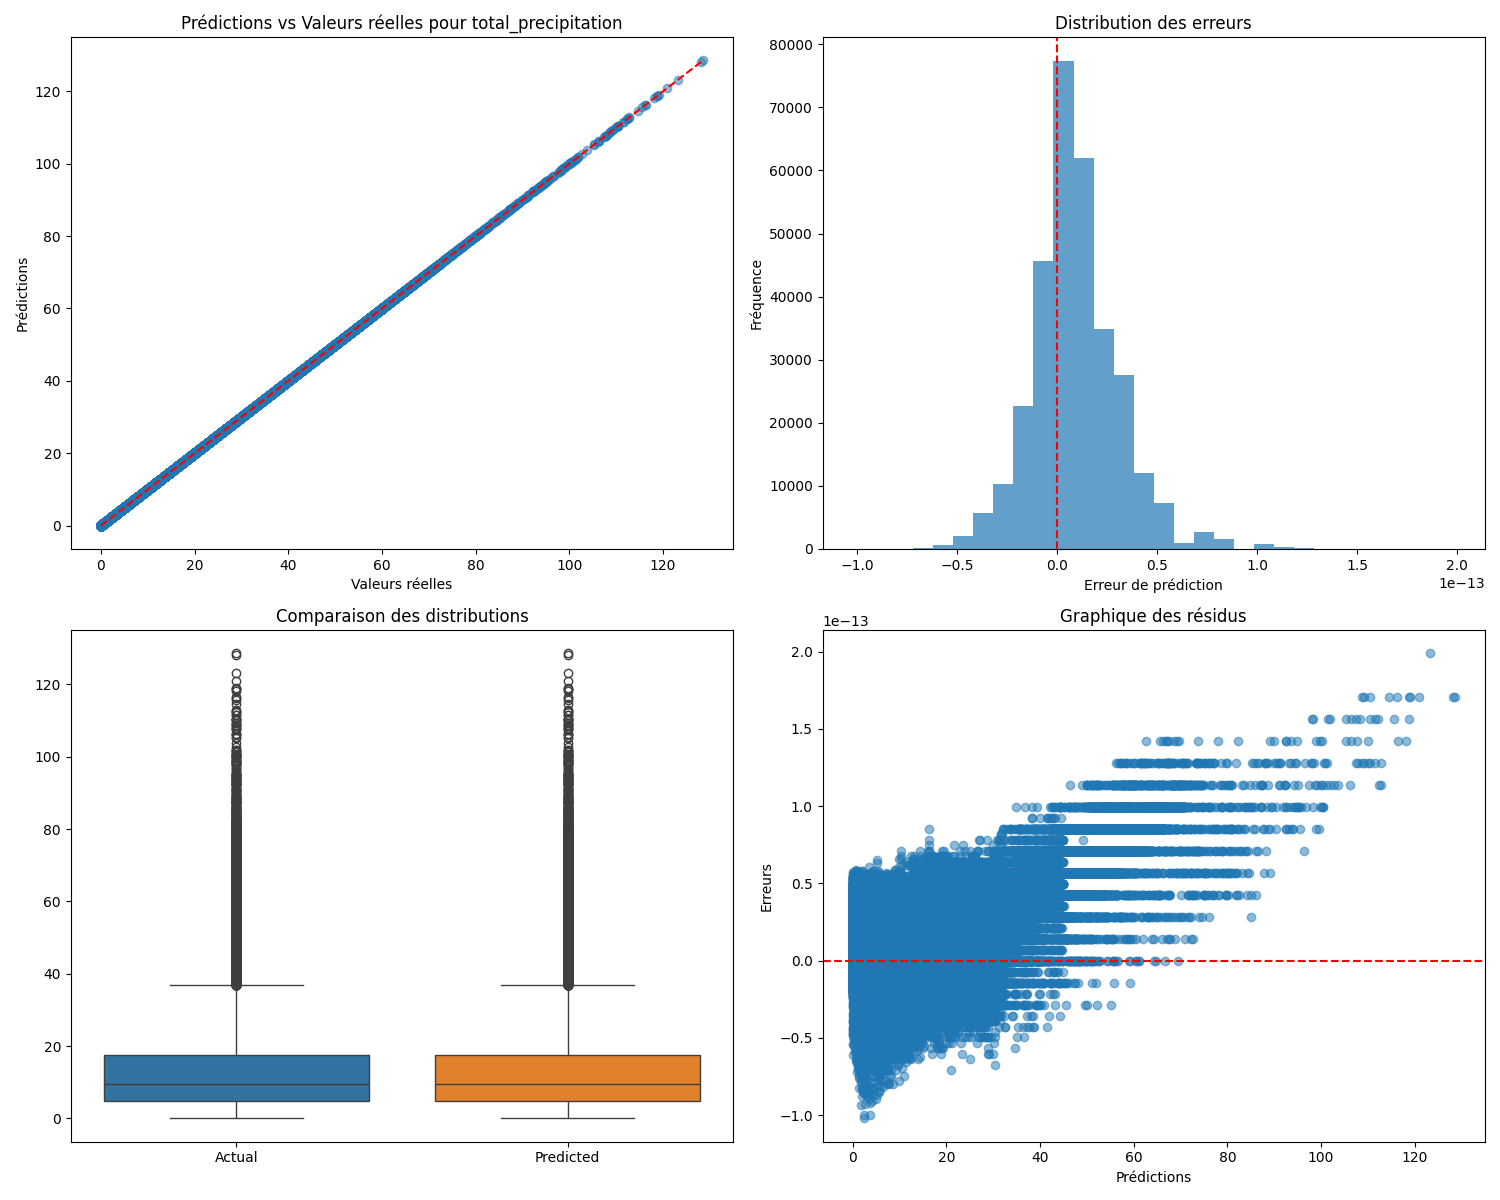 Prédictions vs Valeurs réelles pour total_precipitation
120
100
80
60
40
20
0
Prédictions
0 20 40 60 80 100 120
Valeurs réelles
Distribution des erreurs
80000
70000
60000
50000
40000
30000
20000
10000
0
Fréquence
−1.0 −0.5 0.0 0.5 1.0 1.5 2.0
1e−13
Erreur de prédiction
Comparaison des distributions
120
100
80
60
40
20
0
Actual Predicted
Graphique des résidus
1e−13
2.0
1.5
1.0
0.5
0.0
−0.5
−1.0
Erreurs
0 20 40 60 80 100 120
Prédictions